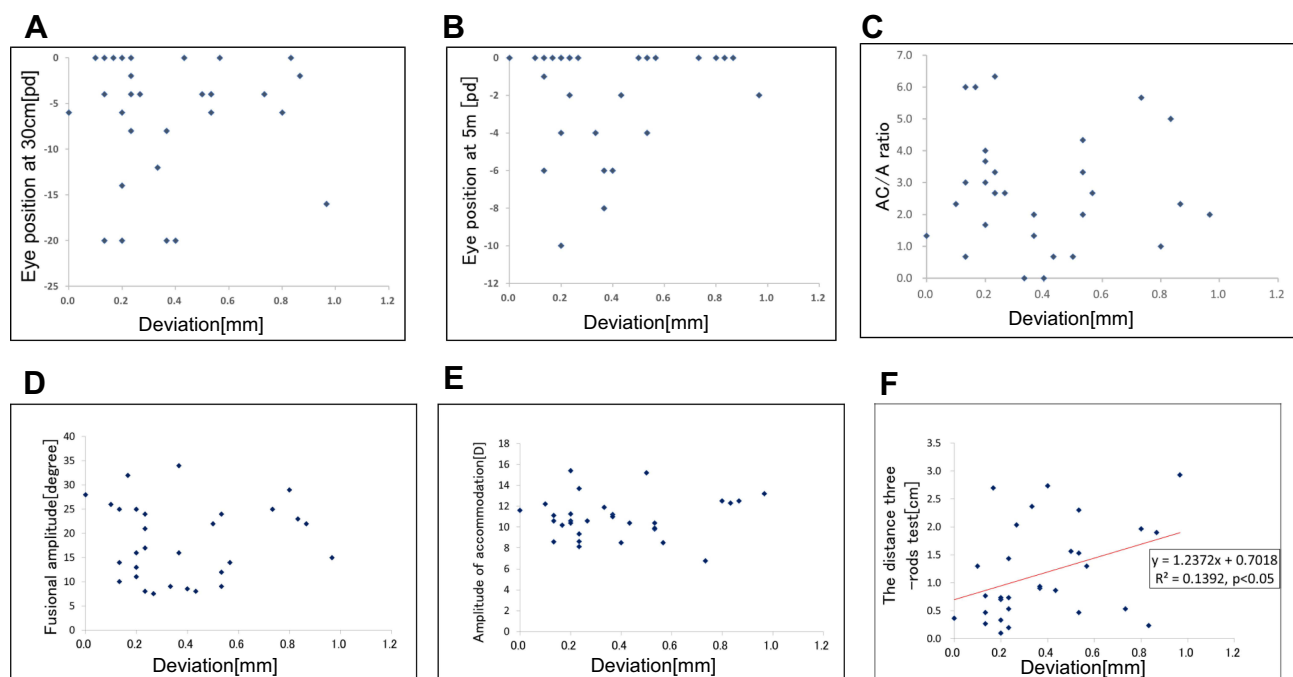 A
Eye position at 30cm[pd]
0
-5
-10
-15
-20
-25
0.0 0.2 0.4 0.6 0.8 1.0 1.2
Deviation[mm]
B
Eye position at 5m [pd]
0
-2
-4
-6
-8
-10
-12
0.0 0.2 0.4 0.6 0.8 1.0 1.2
Deviation[mm]
C
AC/A ratio
7.0
6.0
5.0
4.0
3.0
2.0
1.0
0.0
0.0 0.2 0.4 0.6 0.8 1.0 1.2
Deviation[mm]
D
Fusional amplitude[degree]
40
35
30
25
20
15
10
5
0
0.0 0.2 0.4 0.6 0.8 1.0 1.2
Deviation[mm]
E
Amplitude of accommodation[D]
18
16
14
12
10
8
6
4
2
0
0.0 0.2 0.4 0.6 0.8 1.0 1.2
Deviation[mm]
F
The distance three
-rods test[cm]
3.5
3.0
2.5
2.0
1.5
1.0
0.5
0.0
y = 1.2372x + 0.7018
R² = 0.1392, p<0.05
0.0 0.2 0.4 0.6 0.8 1.0 1.2
Deviation[mm]